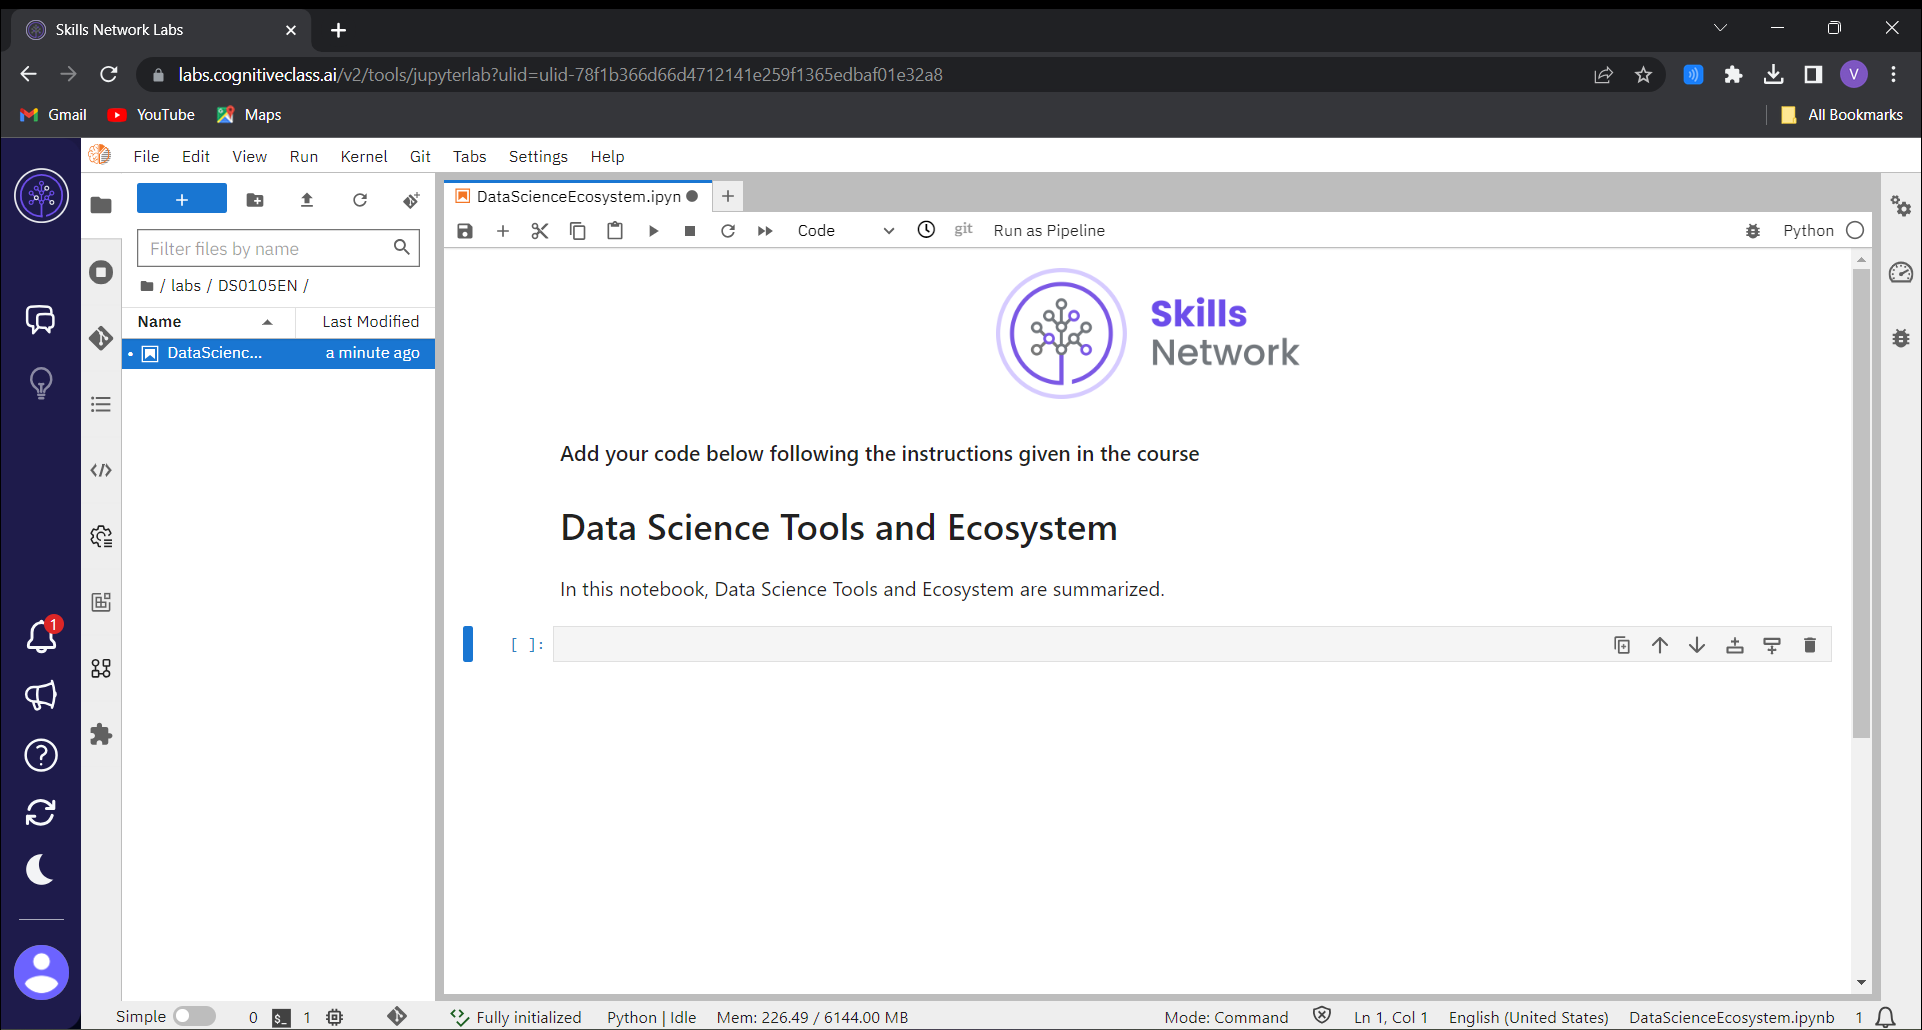 Skills Network Labs
labs.cognitiveclass.ai/v2/tools/jupyterlab?ulid=ulid-78f1b366d66d4712141e259f1365edbaf01e32a8
V
Gmail YouTube Maps All Bookmarks
File Edit View Run Kernel Git Tabs Settings Help
+
Filter files by name
/ labs / DS0105EN /
Name Last Modified
DataScienc... a minute ago
DataScienceEcosystem.ipyn
Code git Run as Pipeline Python
Skills
Network
Add your code below following the instructions given in the course
Data Science Tools and Ecosystem
In this notebook, Data Science Tools and Ecosystem are summarized.
[ ]:
1
Simple 0 $_ 1 Fully initialized Python | Idle Mem: 226.49 / 6144.00 MB Mode: Command Ln 1, Col 1 English (United States) DataScienceEcosystem.ipynb 1